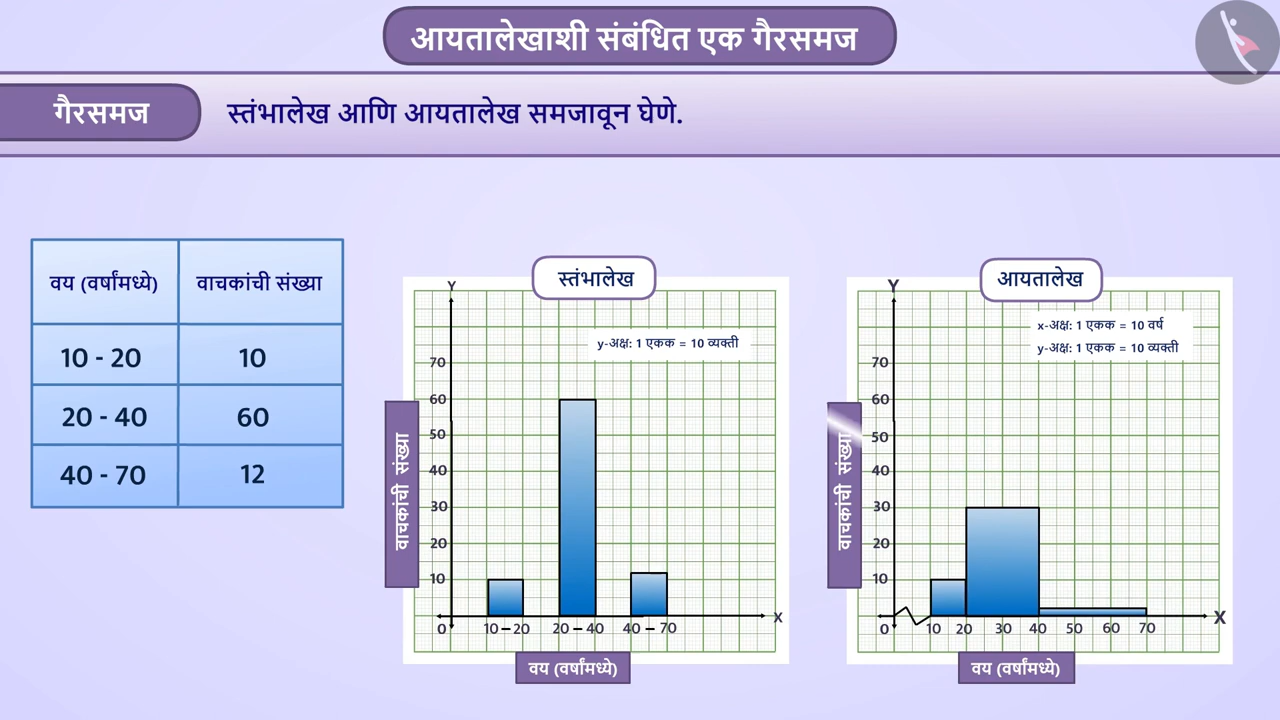 आयतालेखाशी संबंधित एक गैरसमज
गैरसमज
स्तंभालेख आणि आयतालेख समजावून घेणे.
वय (वर्षांमध्ये) वाचकांची संख्या
10 - 20 10
20 - 40 60
40 - 70 12
स्तंभालेख
Y
y-अक्ष: 1 एकक = 10 व्यक्ती
70
60
50
40
30
20
10
0 10 – 20 20 – 40 40 – 70 X
वाचकांची संख्या
वय (वर्षांमध्ये)
आयतालेख
Y
x-अक्ष: 1 एकक = 10 वर्ष
y-अक्ष: 1 एकक = 10 व्यक्ती
70
60
50
40
30
20
10
0 10 20 30 40 50 60 70 X
वाचकांची संख्या
वय (वर्षांमध्ये)